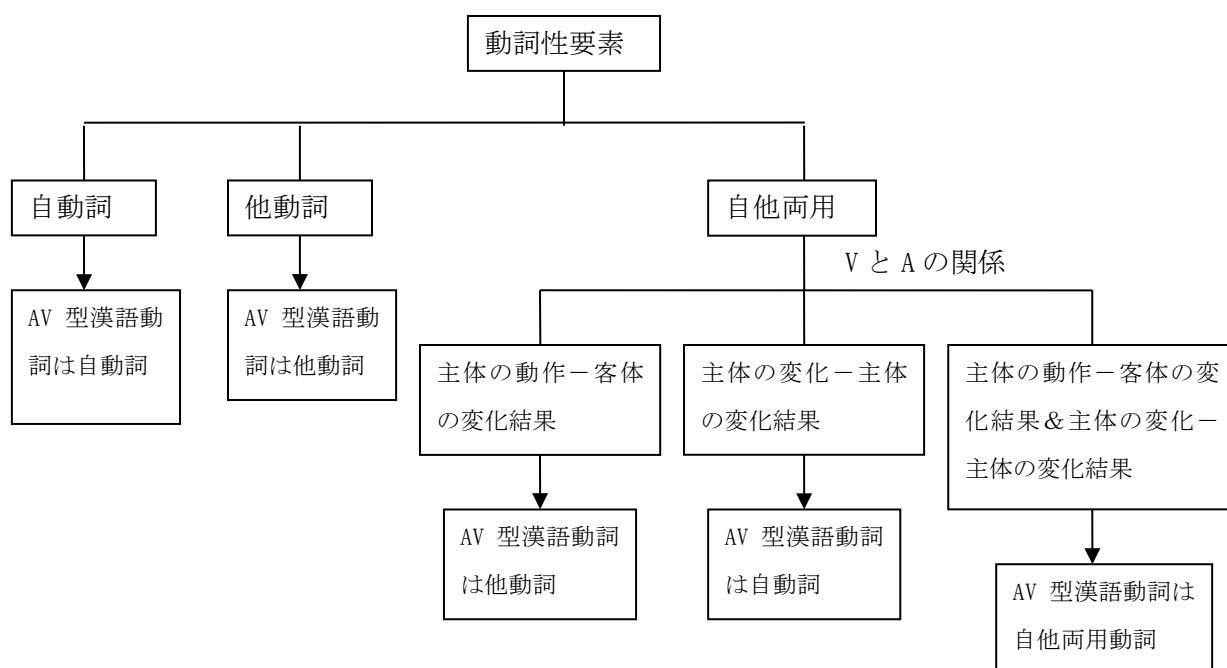 動詞性要素
自動詞
他動詞
自他両用
VとAの関係
AV 型漢語動
詞は自動詞
AV 型漢語動
詞は他動詞
主体の動作－客体
の変化結果
主体の変化－主体
の変化結果
主体の動作－客体の変
化結果＆主体の変化－
主体の変化結果
AV 型漢語動詞
は他動詞
AV 型漢語動詞
は自動詞
AV 型漢語動詞は
自他両用動詞